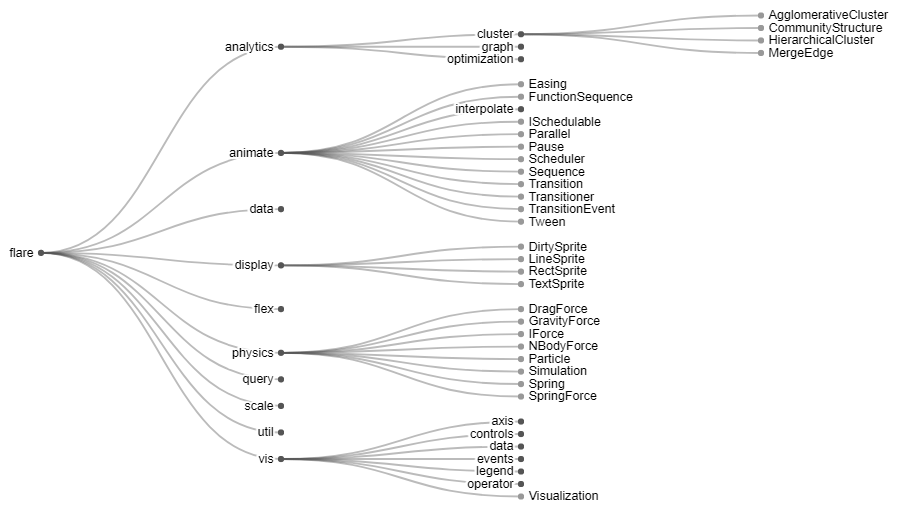 flare
analytics
cluster
AgglomerativeCluster
CommunityStructure
HierarchicalCluster
MergeEdge
graph
optimization
animate
Easing
FunctionSequence
interpolate
ISchedulable
Parallel
Pause
Scheduler
Sequence
Transition
Transitioner
TransitionEvent
Tween
data
display
DirtySprite
LineSprite
RectSprite
TextSprite
flex
physics
DragForce
GravityForce
IForce
NBodyForce
Particle
Simulation
Spring
SpringForce
query
scale
util
vis
axis
controls
data
events
legend
operator
Visualization